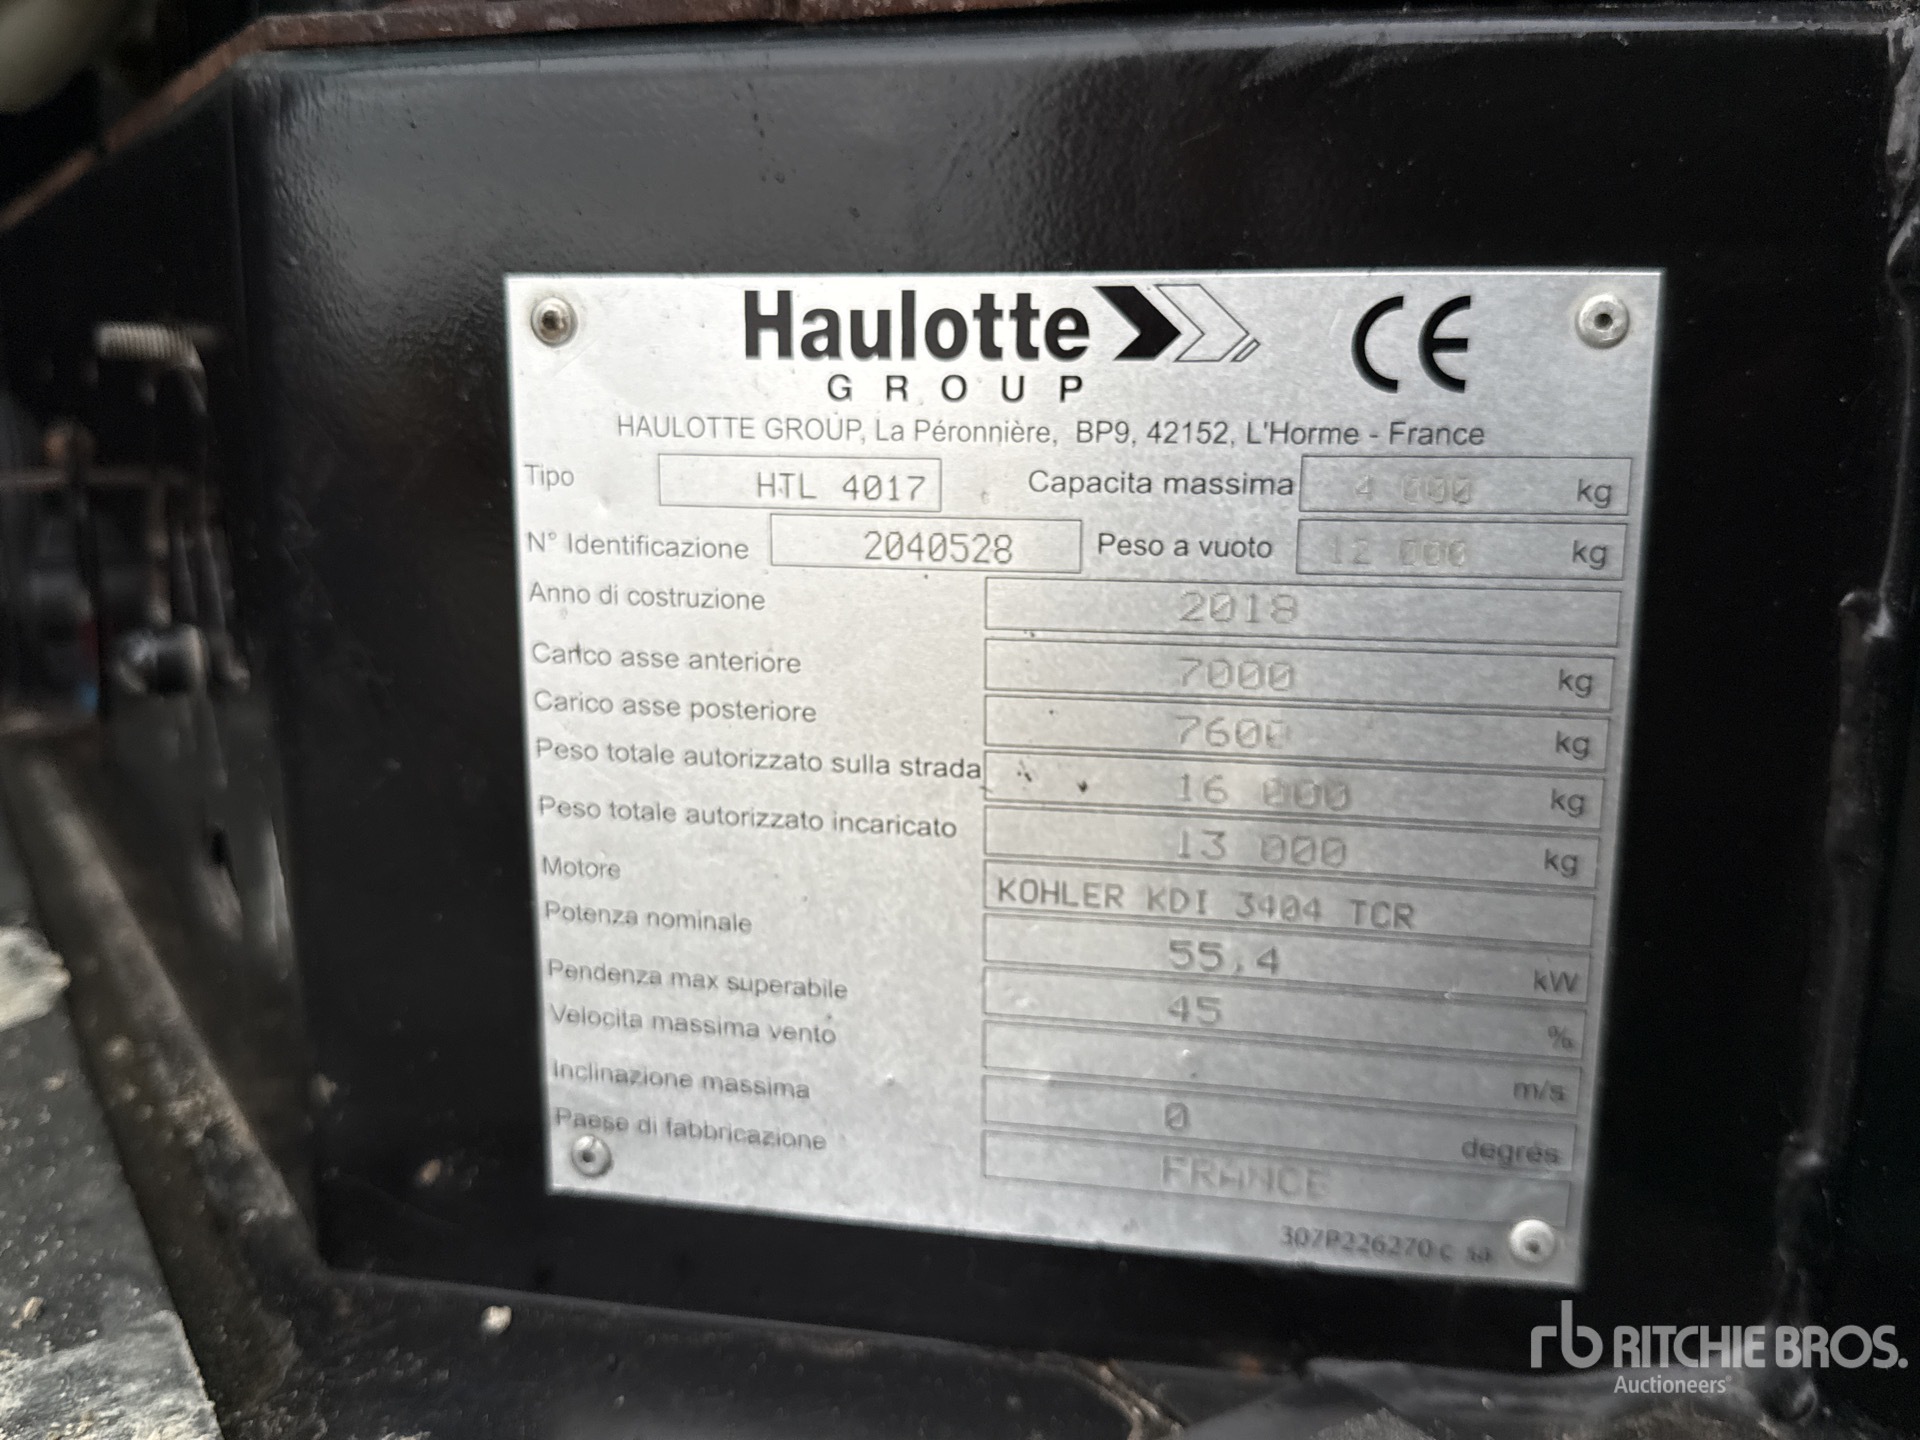 Haulotte
GROUP
CE
HAULOTTE GROUP, La Péronnière, BP9, 42152, L'Horme - France
Tipo HTL 4017 Capacita massima 4 000 kg
N° Identificazione 2040528 Peso a vuoto 12 000 kg
Anno di costruzione 2018
Carico asse anteriore 7000 kg
Carico asse posteriore 7600 kg
Peso totale autorizzato sulla strada 16 000 kg
Peso totale autorizzato incaricato 13 000 kg
Motore KOHLER KDI 3404 TCR
Potenza nominale 55,4 kW
Pendenza max superabile 45 %
Velocita massima vento m/s
Inclinazione massima 0 degrès
Paese di fabbricazione FRANCE
307P226270 c sa
rb RITCHIE BROS.
Auctioneers